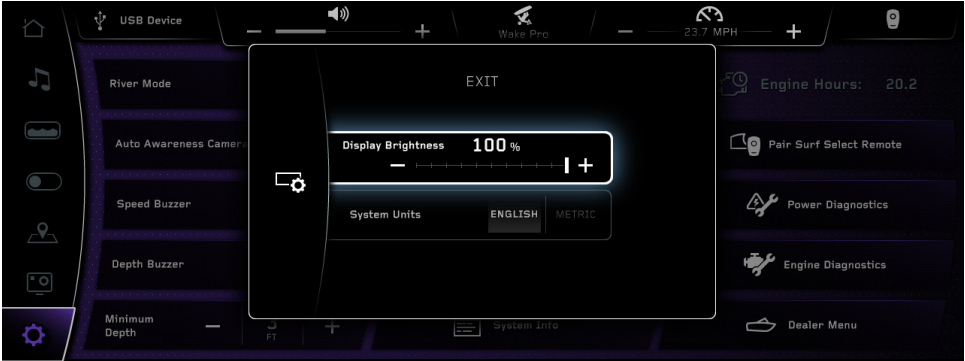 USB Device
Wake Pro
23.7 MPH
River Mode
EXIT
Engine Hours: 20.2
Auto Awareness Camera
Display Brightness 100 %
Pair Surf Select Remote
Speed Buzzer
System Units ENGLISH METRIC
Power Diagnostics
Depth Buzzer
Engine Diagnostics
Minimum
Depth
3
FT
System Info
Dealer Menu